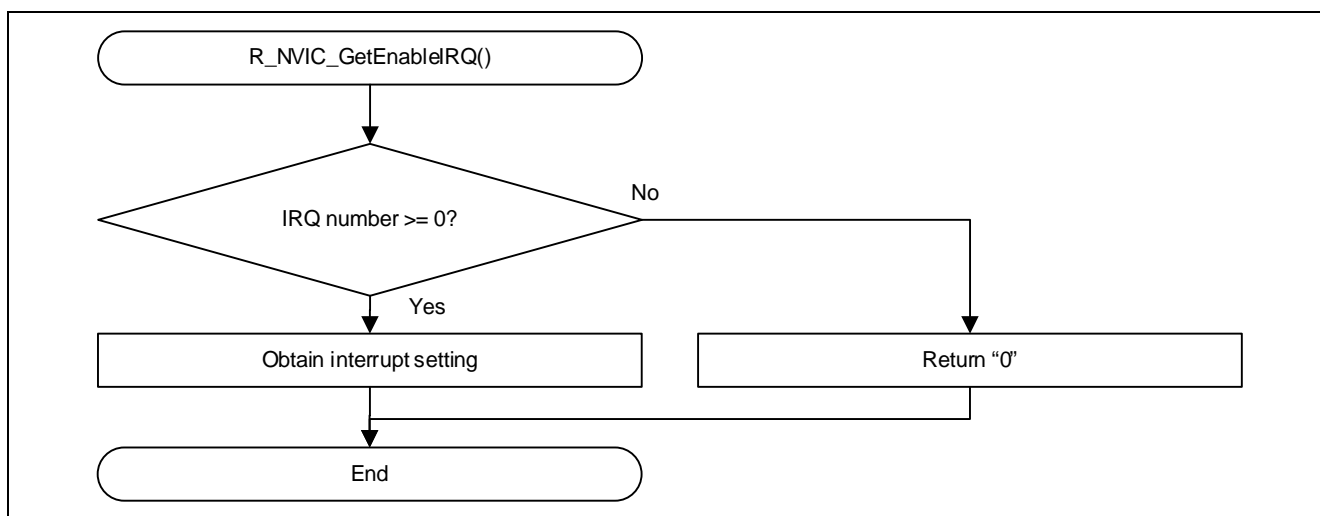 R_NVIC_GetEnableIRQ()
No
IRQ number >= 0?
Yes
Obtain interrupt setting
Return “0”
End